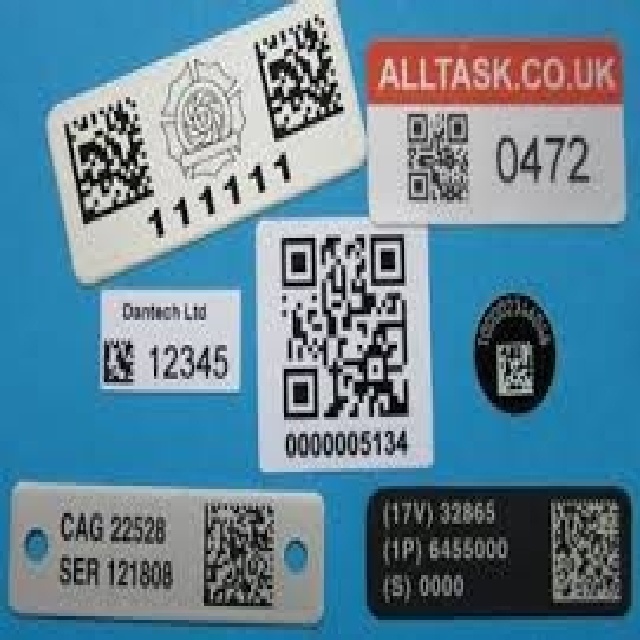 111111
ALLTASK.CO.UK
0472
Dantech Ltd
12345
0000005134
CAG 22528
SER 121808
(17V) 32865
(1P) 6455000
(S) 0000